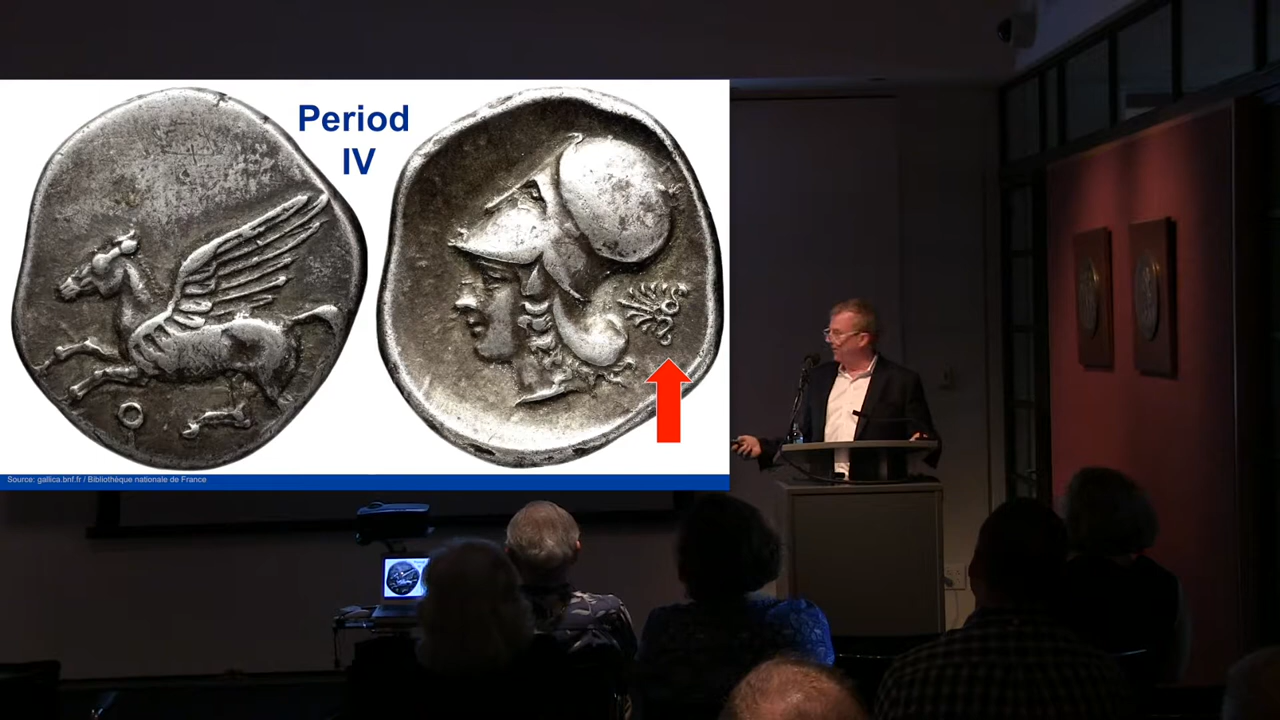 Period
IV
Source: gallica.bnf.fr / Bibliothèque nationale de France